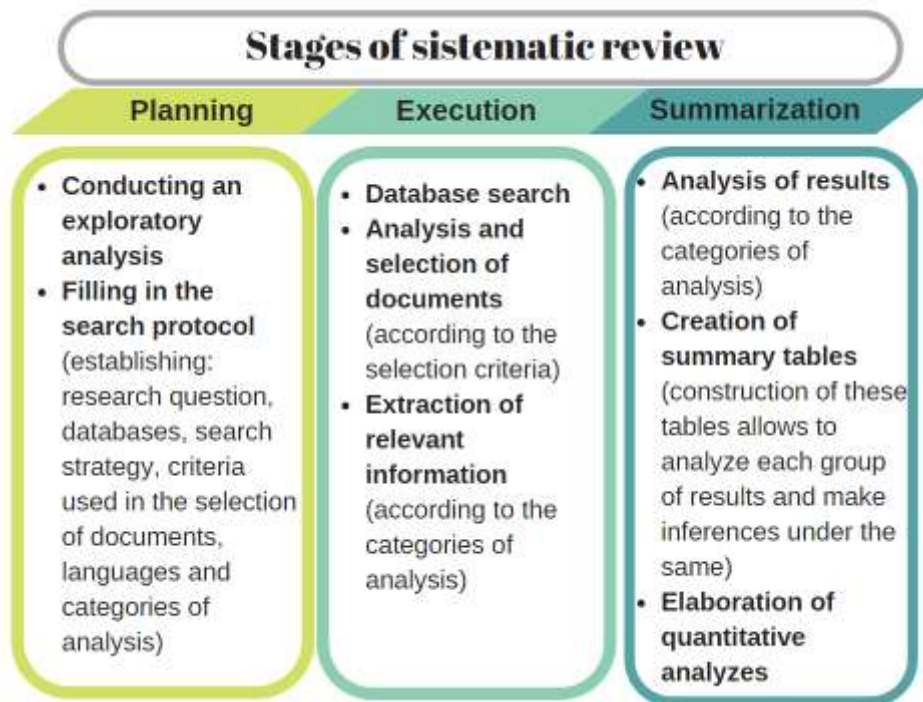 Stages of sistematic review
Planning
Execution
Summarization
• Conducting an
exploratory
analysis
• Filling in the
search protocol
(establishing:
research question,
databases, search
strategy, criteria
used in the selection
of documents,
languages and
categories of
analysis)
• Database search
• Analysis and
selection of
documents
(according to the
selection criteria)
• Extraction of
relevant
information
(according to the
categories of
analysis)
• Analysis of results
(according to the
categories of
analysis)
• Creation of
summary tables
(construction of these
tables allows to
analyze each group
of results and make
inferences under the
same)
• Elaboration of
quantitative
analyzes